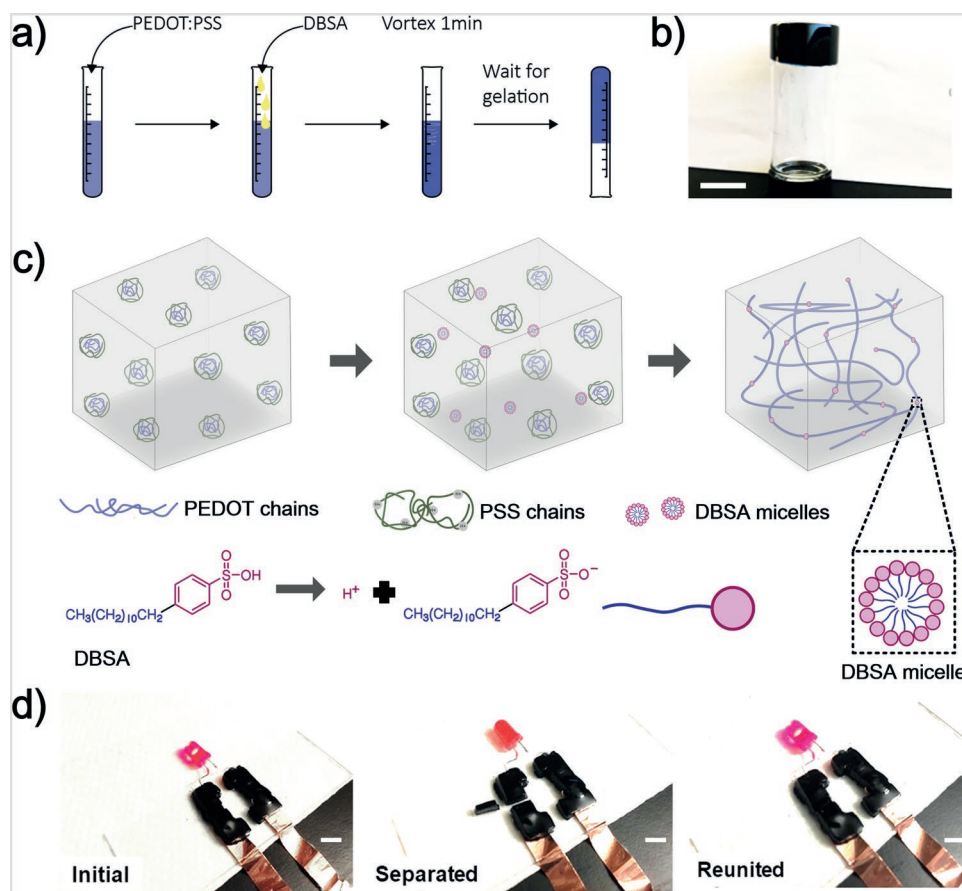 a)
PEDOT:PSS
DBSA
Vortex 1min
Wait for
gelation
b)
c)
PEDOT chains
PSS chains
DBSA micelles
O
S
OH
O
CH₃(CH₂)₁₀CH₂
H⁺
O
S
O⁻
O
CH₃(CH₂)₁₀CH₂
DBSA
DBSA micelle
d)
Initial
Separated
Reunited